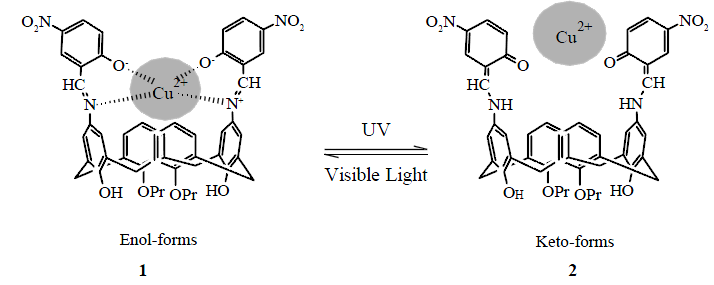 O₂N NO₂ O₂N NO₂
Cu²⁺
O⁻ O⁻ Cu²⁺ O O
HC CH HC CH
N N⁺ NH HN
UV
Visible Light
OH OPr OPr HO OH OPr OPr HO
Enol-forms Keto-forms
1 2